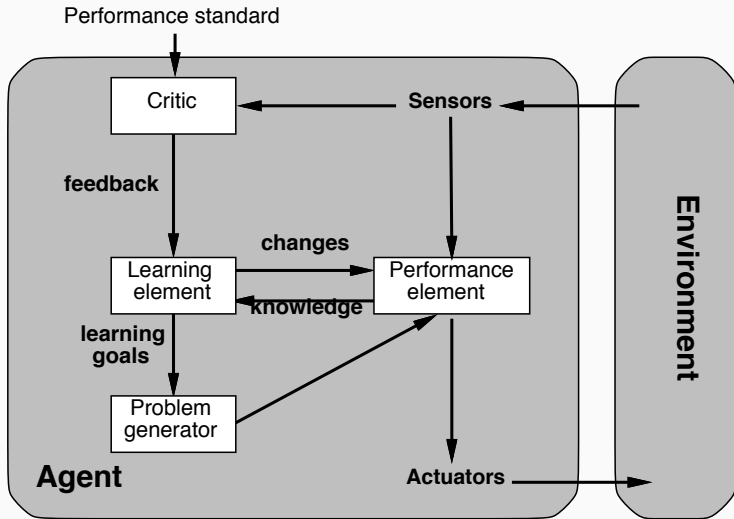 Performance standard
Critic
Sensors
feedback
changes
Learning
element
Performance
element
knowledge
learning
goals
Problem
generator
Agent
Actuators
Environment